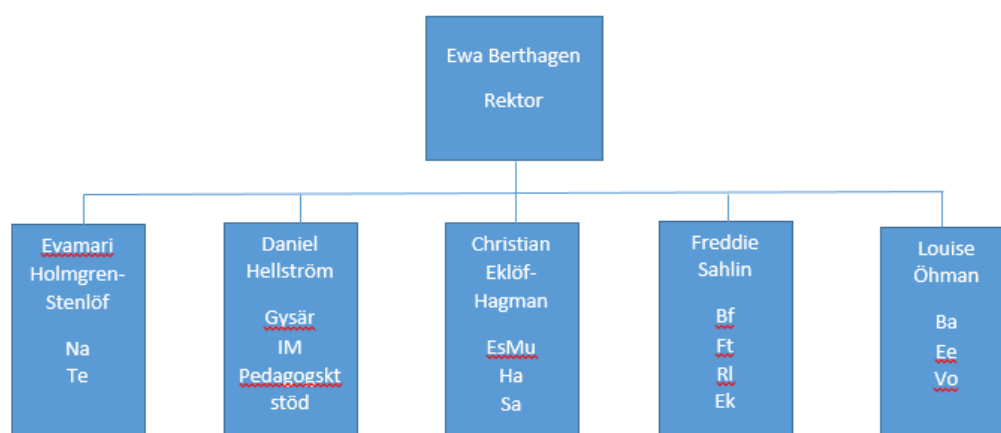 Ewa Berthagen
Rektor
Evamari
Holmgren-
Stenlöf
Na
Te
Daniel
Hellström
Gysär
IM
Pedagogskt
stöd
Christian
Eklöf-
Hagman
EsMu
Ha
Sa
Freddie
Sahlin
Bf
Ft
Rl
Ek
Louise
Öhman
Ba
Ee
Vo